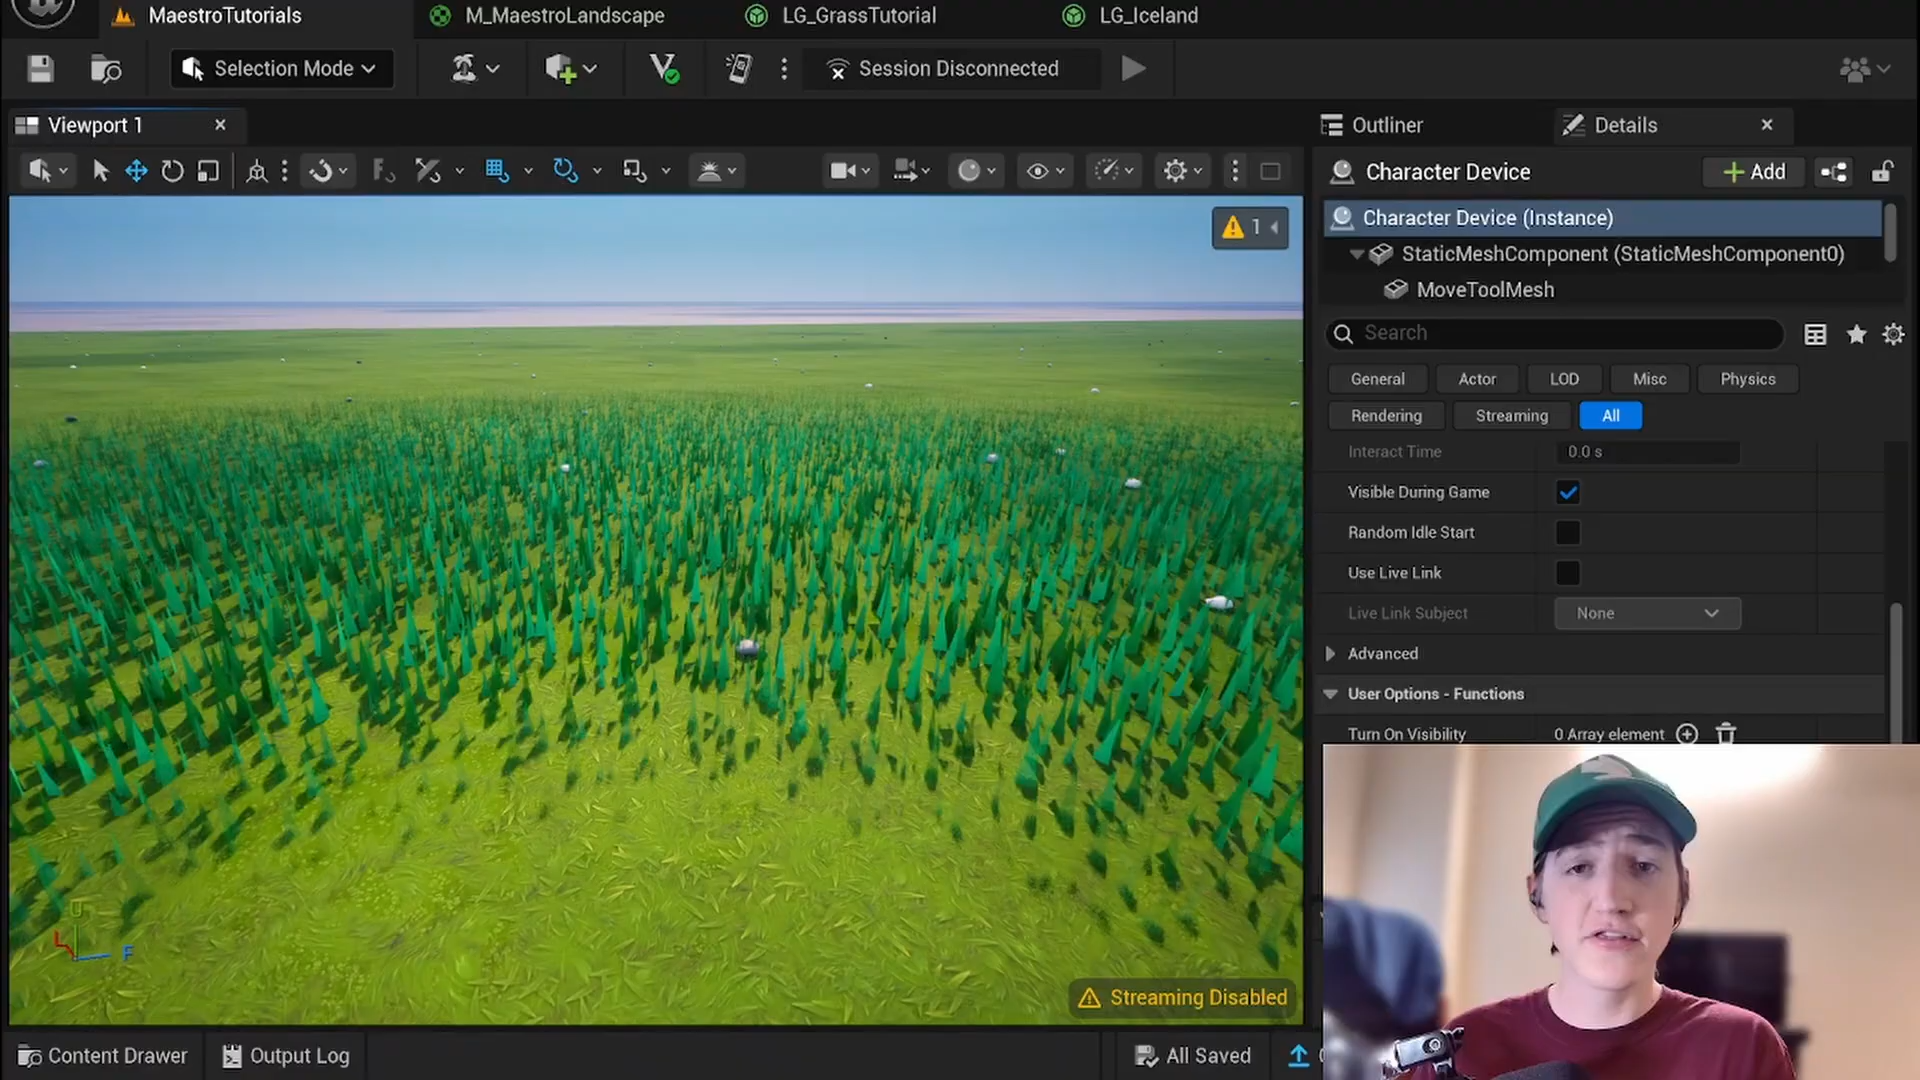 MaestroTutorials
M_MaestroLandscape
LG_GrassTutorial
LG_Iceland
Selection Mode
Session Disconnected
Viewport 1
Outliner
Details
Character Device
Add
1
Character Device (Instance)
StaticMeshComponent (StaticMeshComponent0)
MoveToolMesh
Search
General
Actor
LOD
Misc
Physics
Rendering
Streaming
All
Interact Time
0.0 s
Visible During Game
Random Idle Start
Use Live Link
Live Link Subject
None
Advanced
User Options - Functions
Turn On Visibility
0 Array element
U
L
F
Streaming Disabled
Content Drawer
Output Log
All Saved